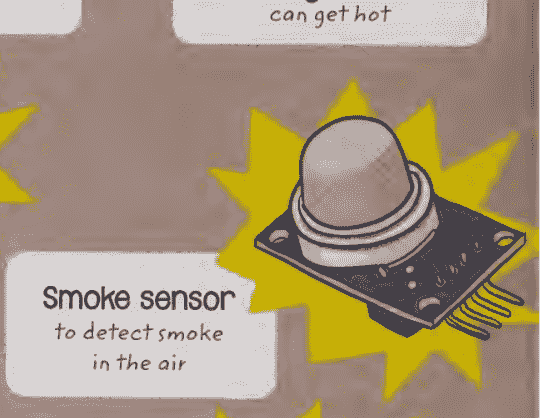 can get hot
Smoke sensor
to detect smoke
in the air